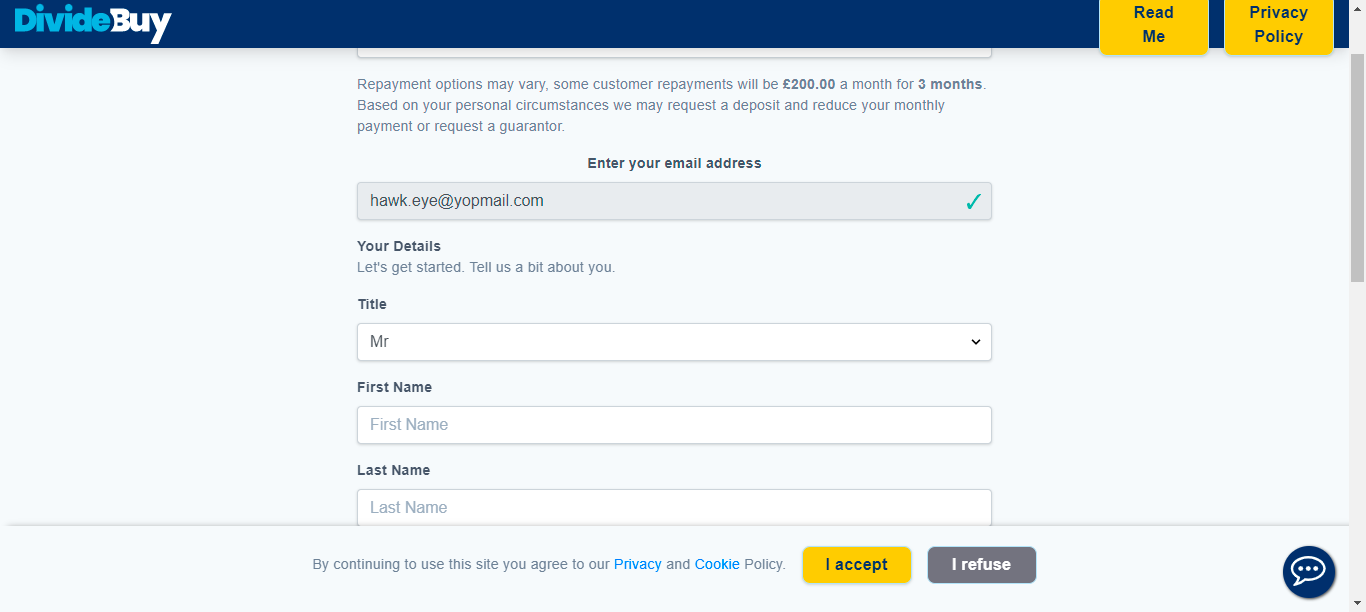 DivideBuy
Read
Me
Privacy
Policy
Repayment options may vary, some customer repayments will be £200.00 a month for 3 months.
Based on your personal circumstances we may request a deposit and reduce your monthly
payment or request a guarantor.
Enter your email address
hawk.eye@yopmail.com
Your Details
Let's get started. Tell us a bit about you.
Title
Mr
First Name
First Name
Last Name
Last Name
By continuing to use this site you agree to our Privacy and Cookie Policy.
I accept
I refuse